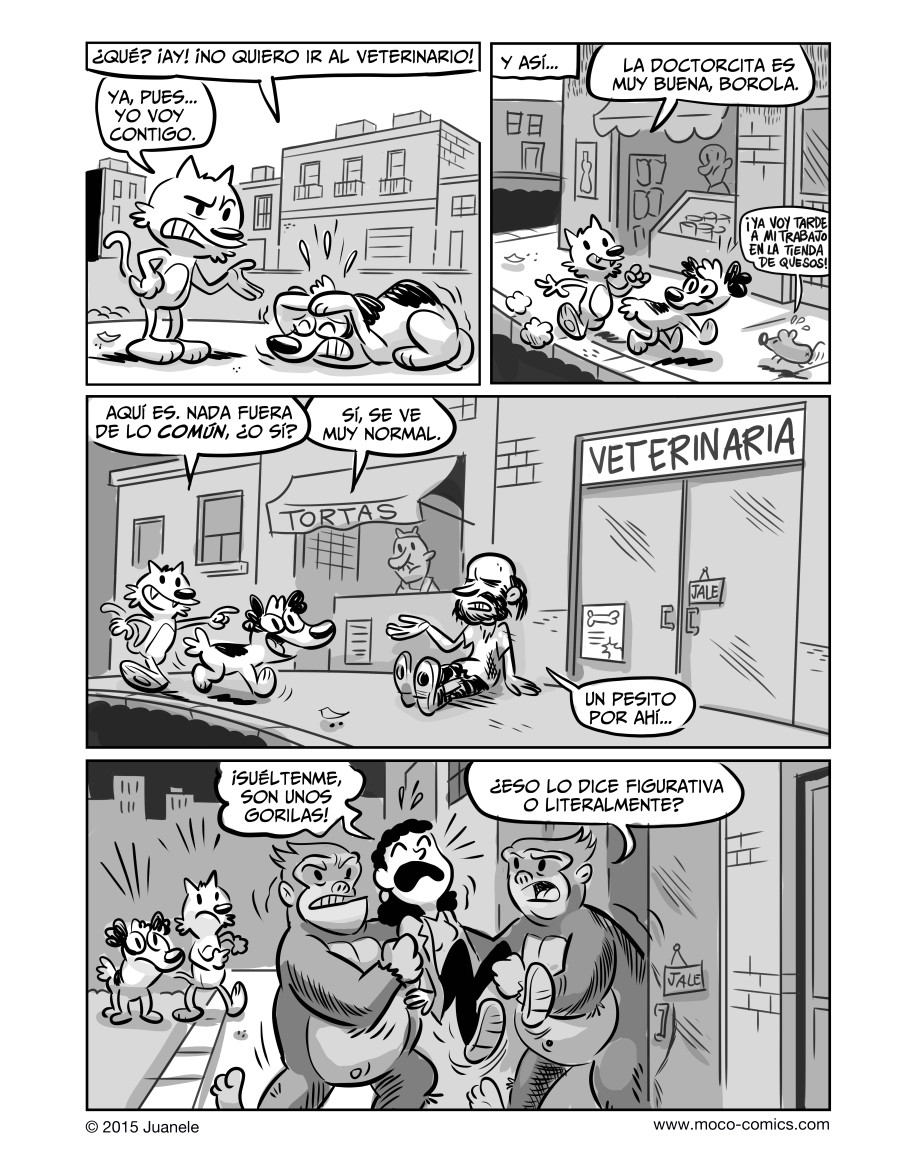 ¿QUÉ? ¡AY! ¡NO QUIERO IR AL VETERINARIO!
YA, PUES...
YO VOY
CONTIGO.
Y ASÍ...
LA DOCTORCITA ES
MUY BUENA, BOROLA.
¡YA VOY TARDE
A MI TRABAJO
EN LA TIENDA
DE QUESOS!
AQUÍ ES. NADA FUERA
DE LO COMÚN, ¿O SÍ?
SÍ, SE VE
MUY NORMAL.
TORTAS
VETERINARIA
JALE
UN PESITO
POR AHÍ...
¡SUÉLTENME,
SON UNOS
GORILAS!
¿ESO LO DICE FIGURATIVA
O LITERALMENTE?
JALE
© 2015 Juanele
www.moco-comics.com